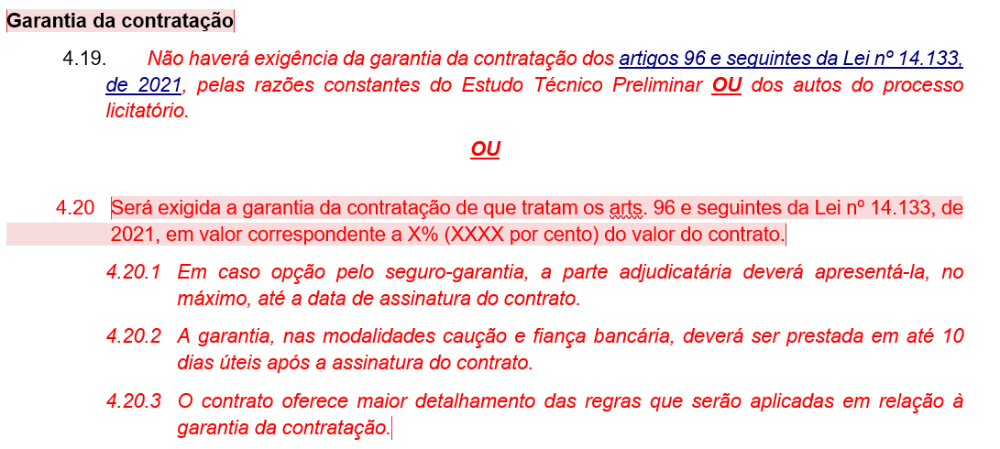 Garantia da contratação
4.19. Não haverá exigência da garantia da contratação dos artigos 96 e seguintes da Lei nº 14.133,
de 2021, pelas razões constantes do Estudo Técnico Preliminar OU dos autos do processo
licitatório.
OU
4.20 Será exigida a garantia da contratação de que tratam os arts. 96 e seguintes da Lei nº 14.133, de
2021, em valor correspondente a X% (XXXX por cento) do valor do contrato.
4.20.1 Em caso opção pelo seguro-garantia, a parte adjudicatária deverá apresentá-la, no
máximo, até a data de assinatura do contrato.
4.20.2 A garantia, nas modalidades caução e fiança bancária, deverá ser prestada em até 10
dias úteis após a assinatura do contrato.
4.20.3 O contrato oferece maior detalhamento das regras que serão aplicadas em relação à
garantia da contratação.